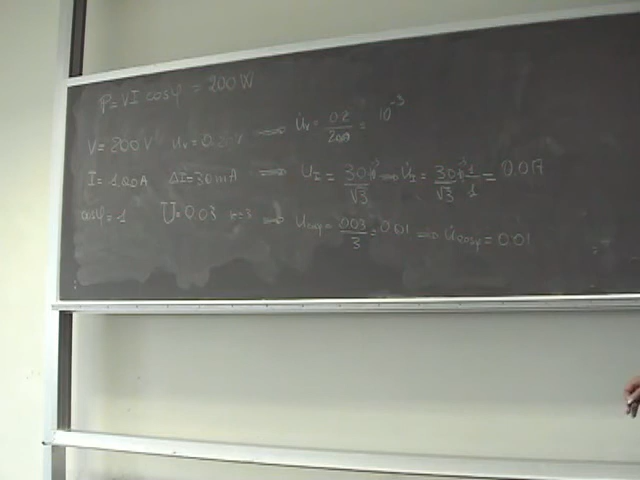 P = VI cosφ = 200 W
V = 200 V u_v = 0.2 V ⟹ u̇_v = 0.2/200 = 10^-3
I = 1.00 A ΔI = 30 mA ⟹ u_I = 30·10^-3/√3 ⟹ u̇_I = 30·10^-3/√3 · 1/1 = 0.017
cosφ = 1 U = 0.03 k=3 ⟹ u_cosφ = 0.03/3 = 0.01 ⟹ u̇_cosφ = 0.01